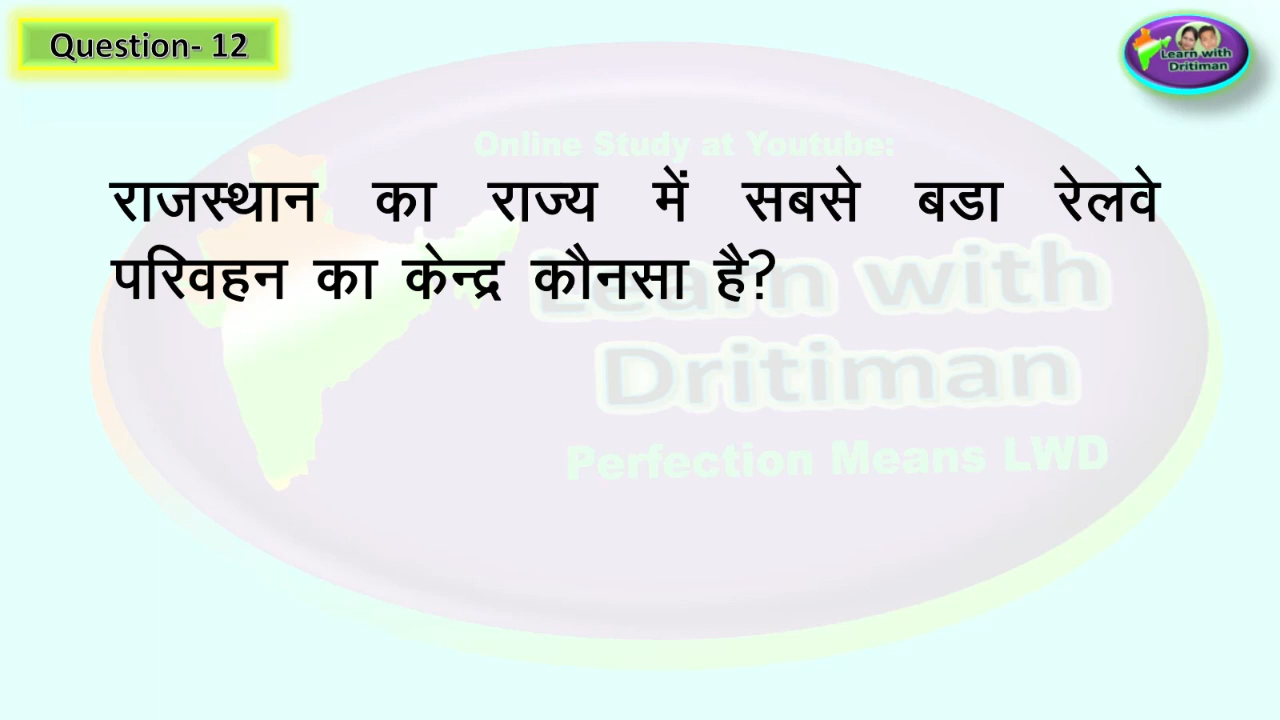 Question- 12
Learn with
Dritiman
Online Study at Youtube:
राजस्थान का राज्य में सबसे बडा रेलवे
परिवहन का केन्द्र कौनसा है?
Learn with
Dritiman
Perfection Means LWD